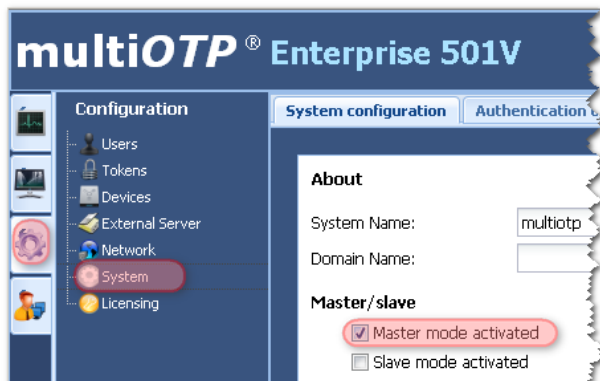 multiOTP ® Enterprise 501V
Configuration
Users
Tokens
Devices
External Server
Network
System
Licensing
System configuration
Authentication
About
System Name:
multiotp
Domain Name:
Master/slave
Master mode activated
Slave mode activated